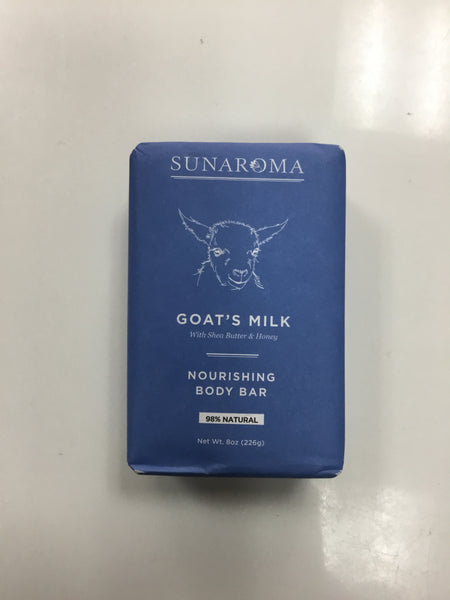 SUNAROMA
GOAT'S MILK
With Shea Butter & Honey
NOURISHING
BODY BAR
98% NATURAL
Net Wt. 8oz (226g)